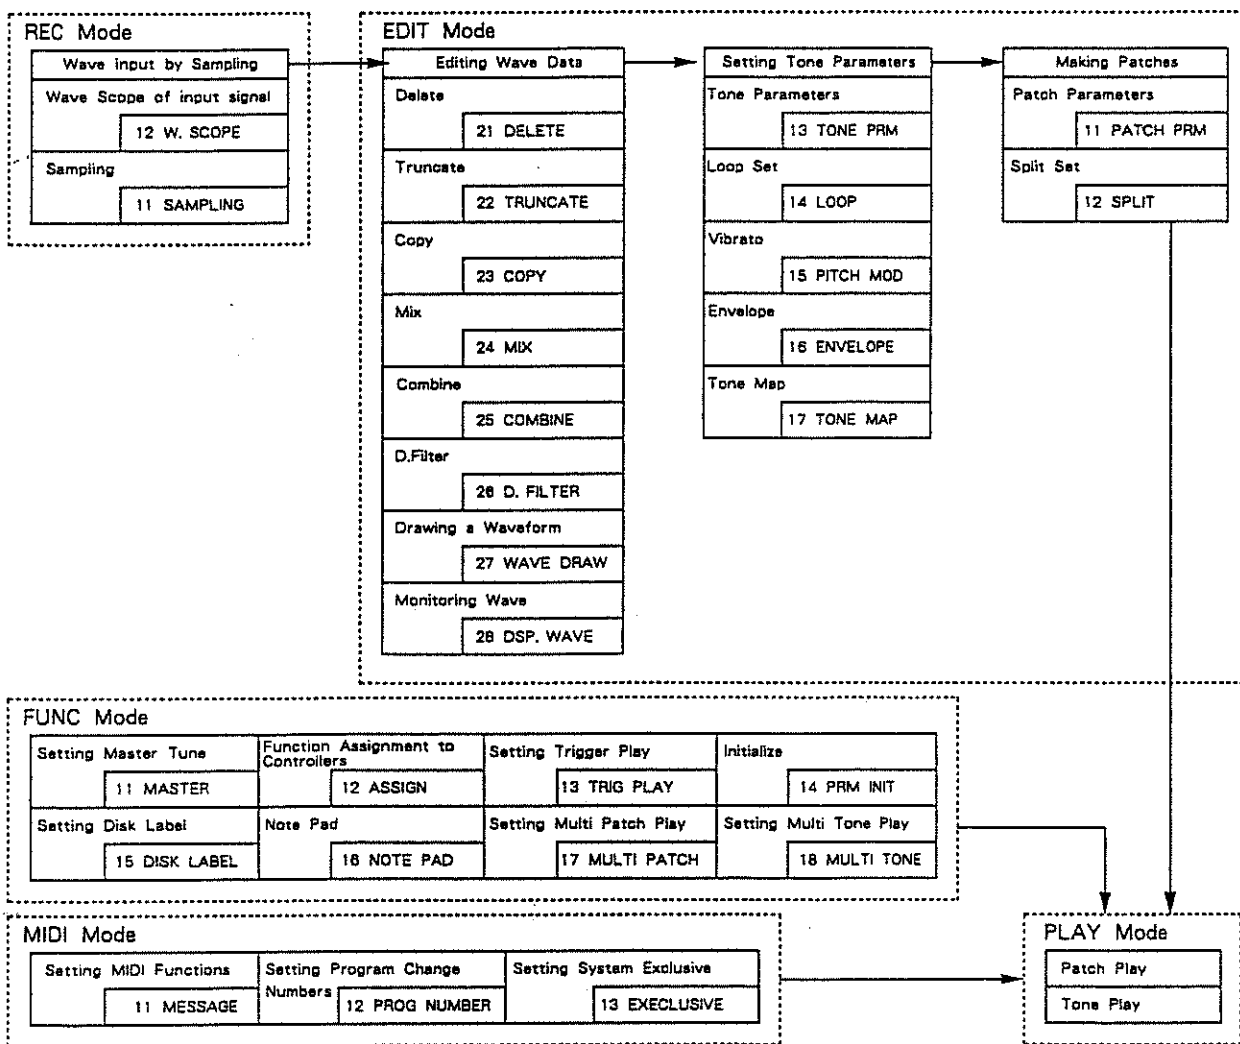 REC Mode
Wave Input by Sampling
Wave Scope of input signal
12 W. SCOPE
Sampling
11 SAMPLING
EDIT Mode
Editing Wave Data
Delete
21 DELETE
Truncate
22 TRUNCATE
Copy
23 COPY
Mix
24 MIX
Combine
25 COMBINE
D.Filter
26 D. FILTER
Drawing a Waveform
27 WAVE DRAW
Monitoring Wave
28 DSP. WAVE
Setting Tone Parameters
Tone Parameters
13 TONE PRM
Loop Set
14 LOOP
Vibrato
15 PITCH MOD
Envelope
16 ENVELOPE
Tone Map
17 TONE MAP
Making Patches
Patch Parameters
11 PATCH PRM
Split Set
12 SPLIT
FUNC Mode
Setting Master Tune
11 MASTER
Function Assignment to
Controllers
12 ASSIGN
Setting Trigger Play
13 TRIG PLAY
Initialize
14 PRM INIT
Setting Disk Label
15 DISK LABEL
Note Pad
16 NOTE PAD
Setting Multi Patch Play
17 MULTI PATCH
Setting Multi Tone Play
18 MULTI TONE
MIDI Mode
Setting MIDI Functions
11 MESSAGE
Setting Program Change
Numbers
12 PROG NUMBER
Setting System Exclusive
13 EXECLUSIVE
PLAY Mode
Patch Play
Tone Play